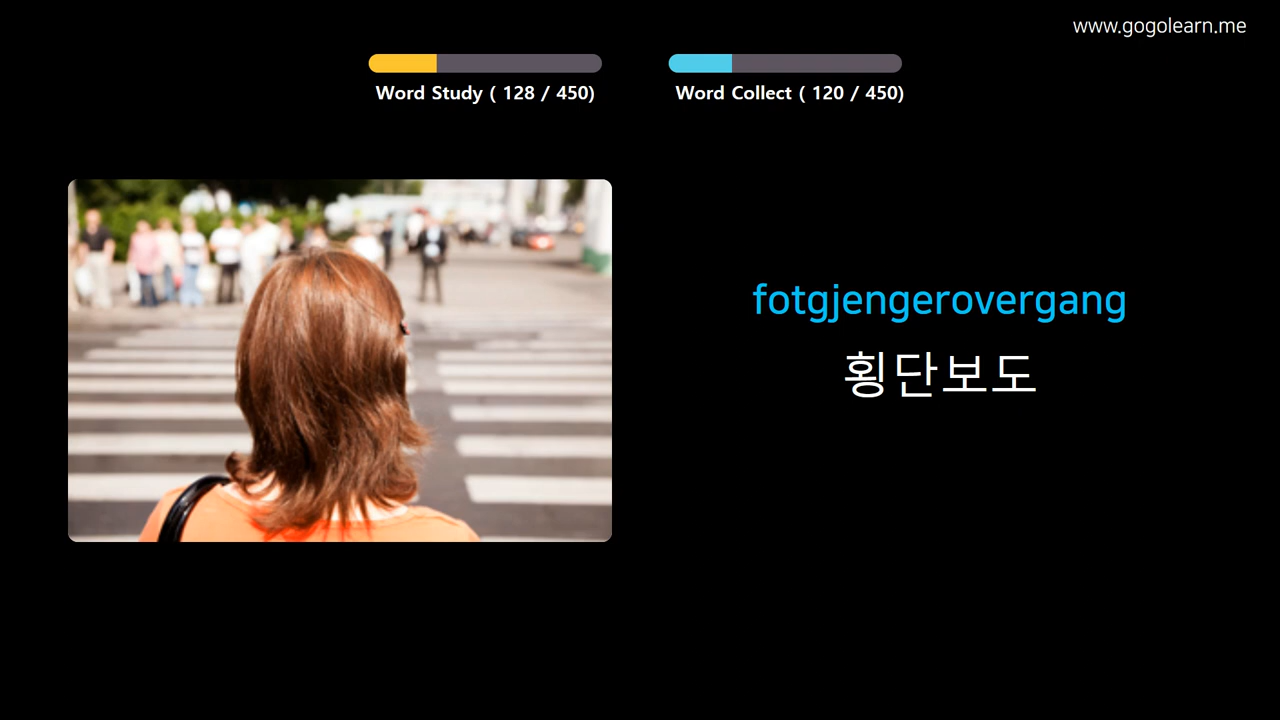 www.gogolearn.me
Word Study ( 128 / 450)
Word Collect ( 120 / 450)
fotgjengerovergang
횡단보도